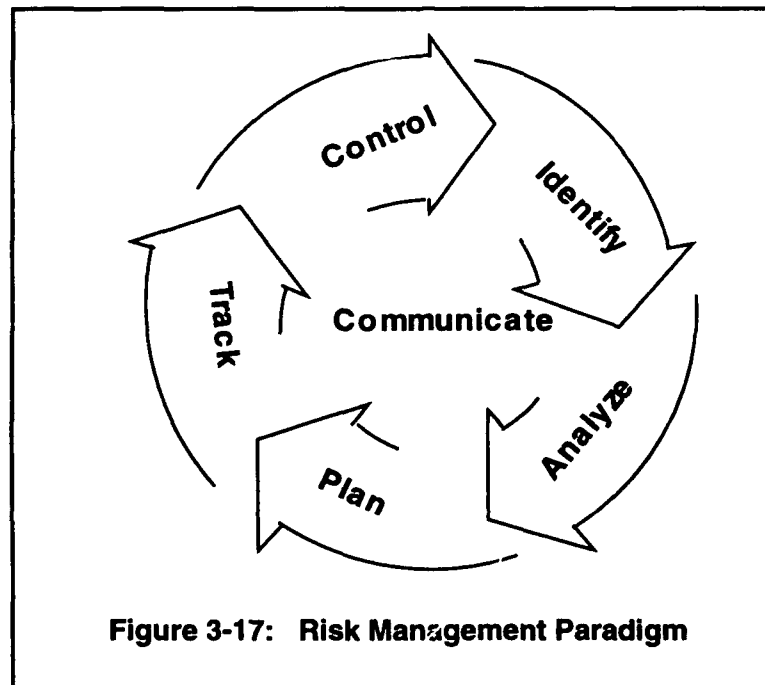 Control
Identify
Track
Communicate
Analyze
Plan
Figure 3-17: Risk Management Paradigm